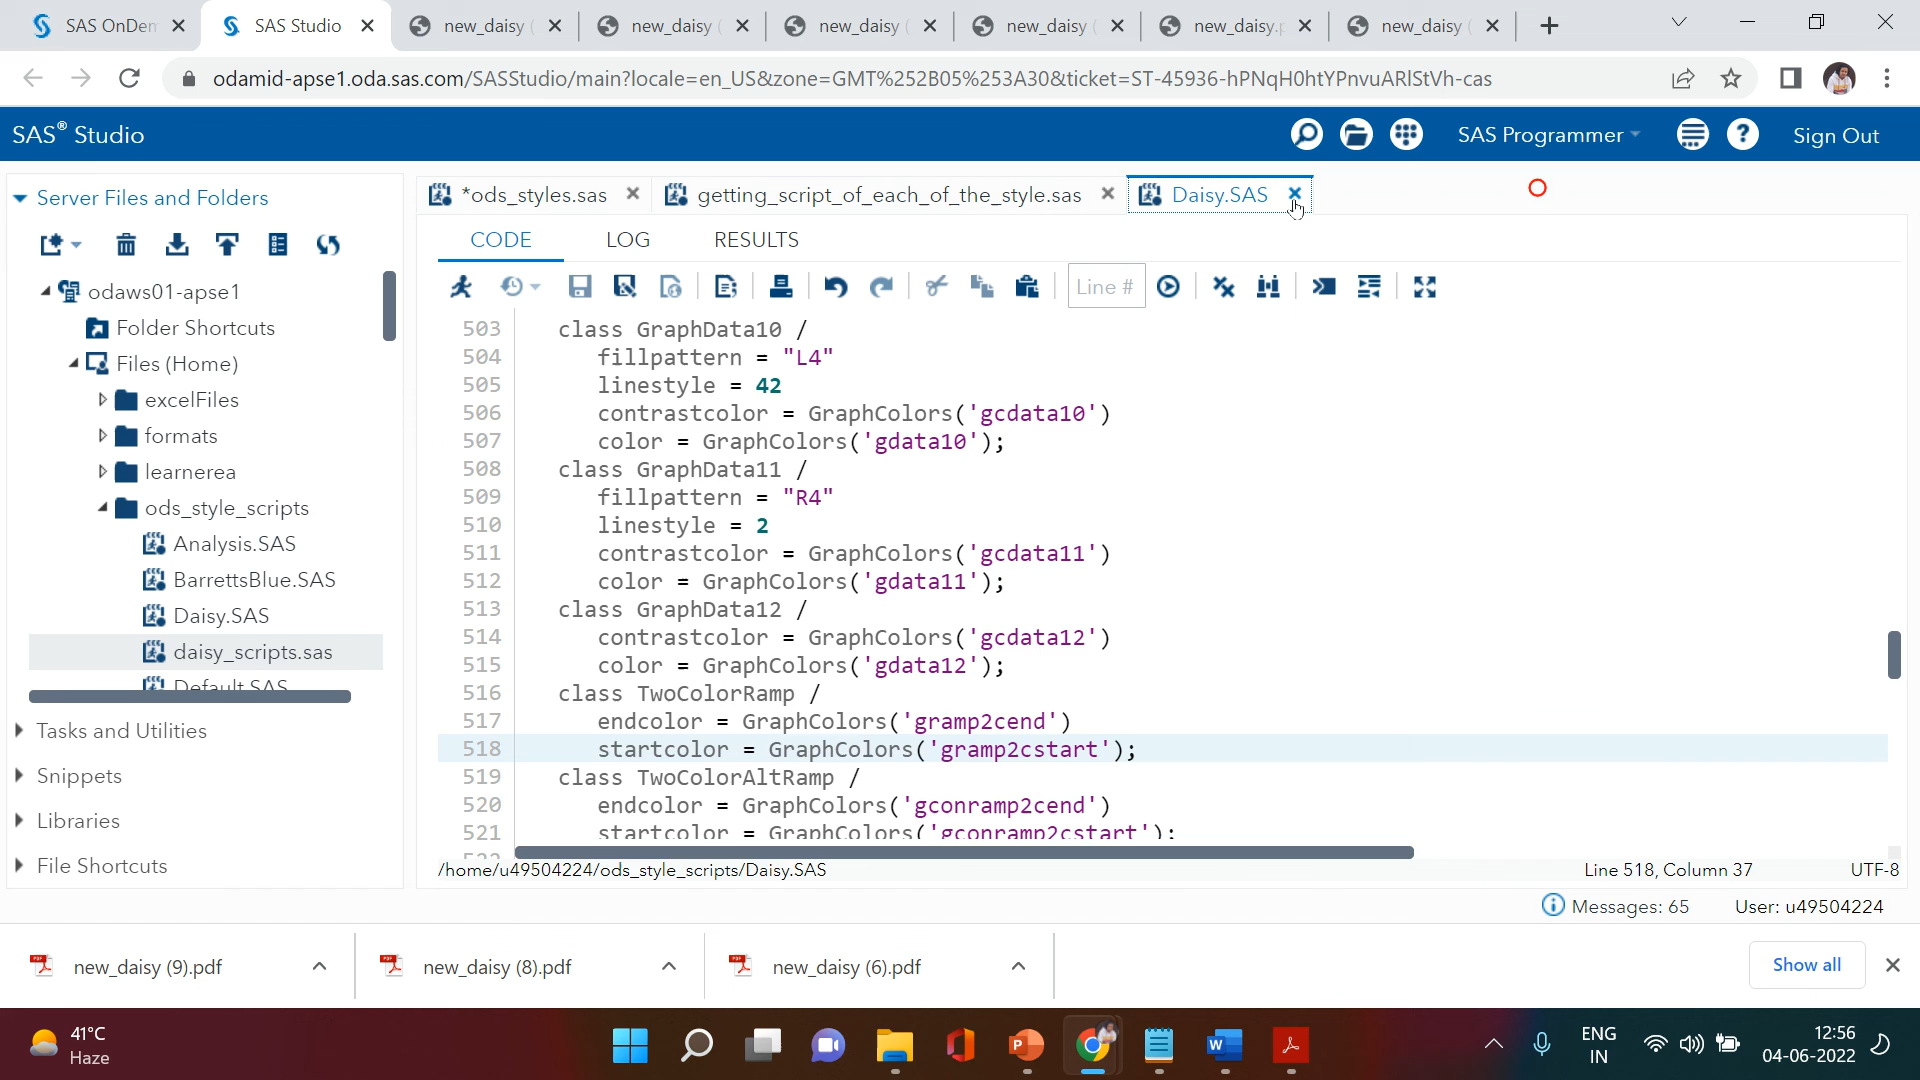 SAS OnDem
SAS Studio
new_daisy (
new_daisy (
new_daisy (
new_daisy (
new_daisy.p
new_daisy (
odamid-apse1.oda.sas.com/SASStudio/main?locale=en_US&zone=GMT%252B05%253A30&ticket=ST-45936-hPNqH0htYPnvuARlStVh-cas
SAS® Studio
SAS Programmer
Sign Out
Server Files and Folders
odaws01-apse1
Folder Shortcuts
Files (Home)
excelFiles
formats
learnerea
ods_style_scripts
Analysis.SAS
BarrettsBlue.SAS
Daisy.SAS
daisy_scripts.sas
Default.SAS
Tasks and Utilities
Snippets
Libraries
File Shortcuts
*ods_styles.sas
getting_script_of_each_of_the_style.sas
Daisy.SAS
CODE LOG RESULTS
Line #
503 class GraphData10 /
504 fillpattern = "L4"
505 linestyle = 42
506 contrastcolor = GraphColors('gcdata10')
507 color = GraphColors('gdata10');
508 class GraphData11 /
509 fillpattern = "R4"
510 linestyle = 2
511 contrastcolor = GraphColors('gcdata11')
512 color = GraphColors('gdata11');
513 class GraphData12 /
514 contrastcolor = GraphColors('gcdata12')
515 color = GraphColors('gdata12');
516 class TwoColorRamp /
517 endcolor = GraphColors('gramp2cend')
518 startcolor = GraphColors('gramp2cstart');
519 class TwoColorAltRamp /
520 endcolor = GraphColors('gconramp2cend')
521 startcolor = GraphColors('gconramp2cstart');
/home/u49504224/ods_style_scripts/Daisy.SAS
Line 518, Column 37
UTF-8
Messages: 65
User: u49504224
new_daisy (9).pdf
new_daisy (8).pdf
new_daisy (6).pdf
Show all
41°C
Haze
ENG
IN
12:56
04-06-2022